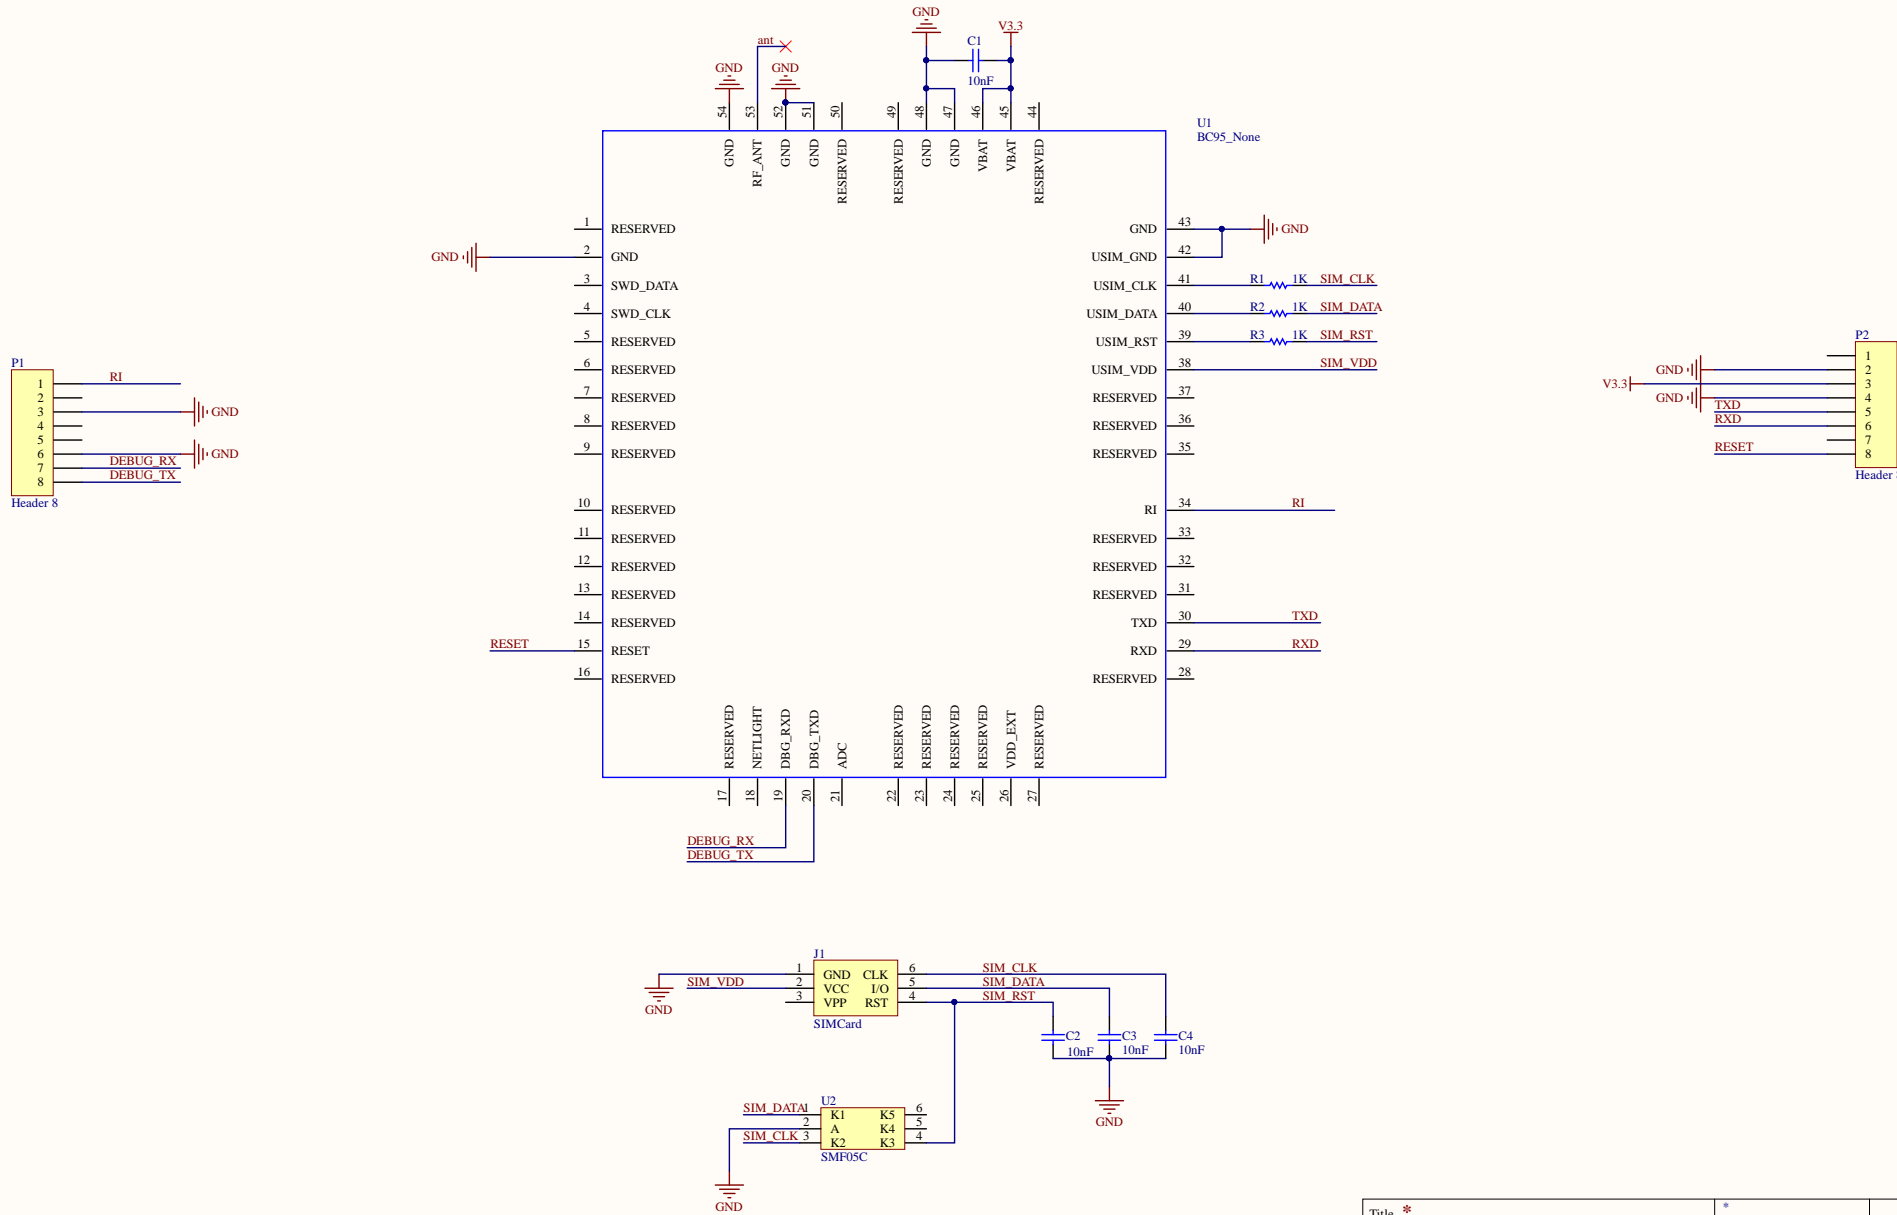 GND
V3.3
C1
10nF
ant
GND
GND
54
53
52
51
50
49
48
47
46
45
44
U1
BC95_None
GND
RF_ANT
GND
GND
RESERVED
RESERVED
GND
GND
VBAT
VBAT
RESERVED
1 RESERVED
GND 2 GND
3 SWD_DATA
4 SWD_CLK
5 RESERVED
6 RESERVED
7 RESERVED
8 RESERVED
9 RESERVED
10 RESERVED
11 RESERVED
12 RESERVED
13 RESERVED
14 RESERVED
RESET 15 RESET
16 RESERVED
GND 43 GND
USIM_GND 42
USIM_CLK 41 R1 1K SIM_CLK
USIM_DATA 40 R2 1K SIM_DATA
USIM_RST 39 R3 1K SIM_RST
USIM_VDD 38 SIM_VDD
RESERVED 37
RESERVED 36
RESERVED 35
RI 34 RI
RESERVED 33
RESERVED 32
RESERVED 31
TXD 30 TXD
RXD 29 RXD
RESERVED 28
RESERVED
NETLIGHT
DBG_RXD
DBG_TXD
ADC
RESERVED
RESERVED
RESERVED
RESERVED
VDD_EXT
RESERVED
17
18
19
20
21
22
23
24
25
26
27
DEBUG_RX
DEBUG_TX
P1
1 RI
2
3 GND
4
5
6 GND
7 DEBUG_RX
8 DEBUG_TX
Header 8
P2
1
GND 2
V3.3 3
GND 4
TXD 5
RXD 6
7
RESET 8
Header
J1
1 GND CLK 6 SIM_CLK
SIM_VDD 2 VCC I/O 5 SIM_DATA
3 VPP RST 4 SIM_RST
GND
SIMCard
C2
10nF
C3
10nF
C4
10nF
GND
U2
SIM_DATA 1 K1 K5 6
2 A K4 5
SIM_CLK 3 K2 K3 4
SMF05C
GND
Title *
*